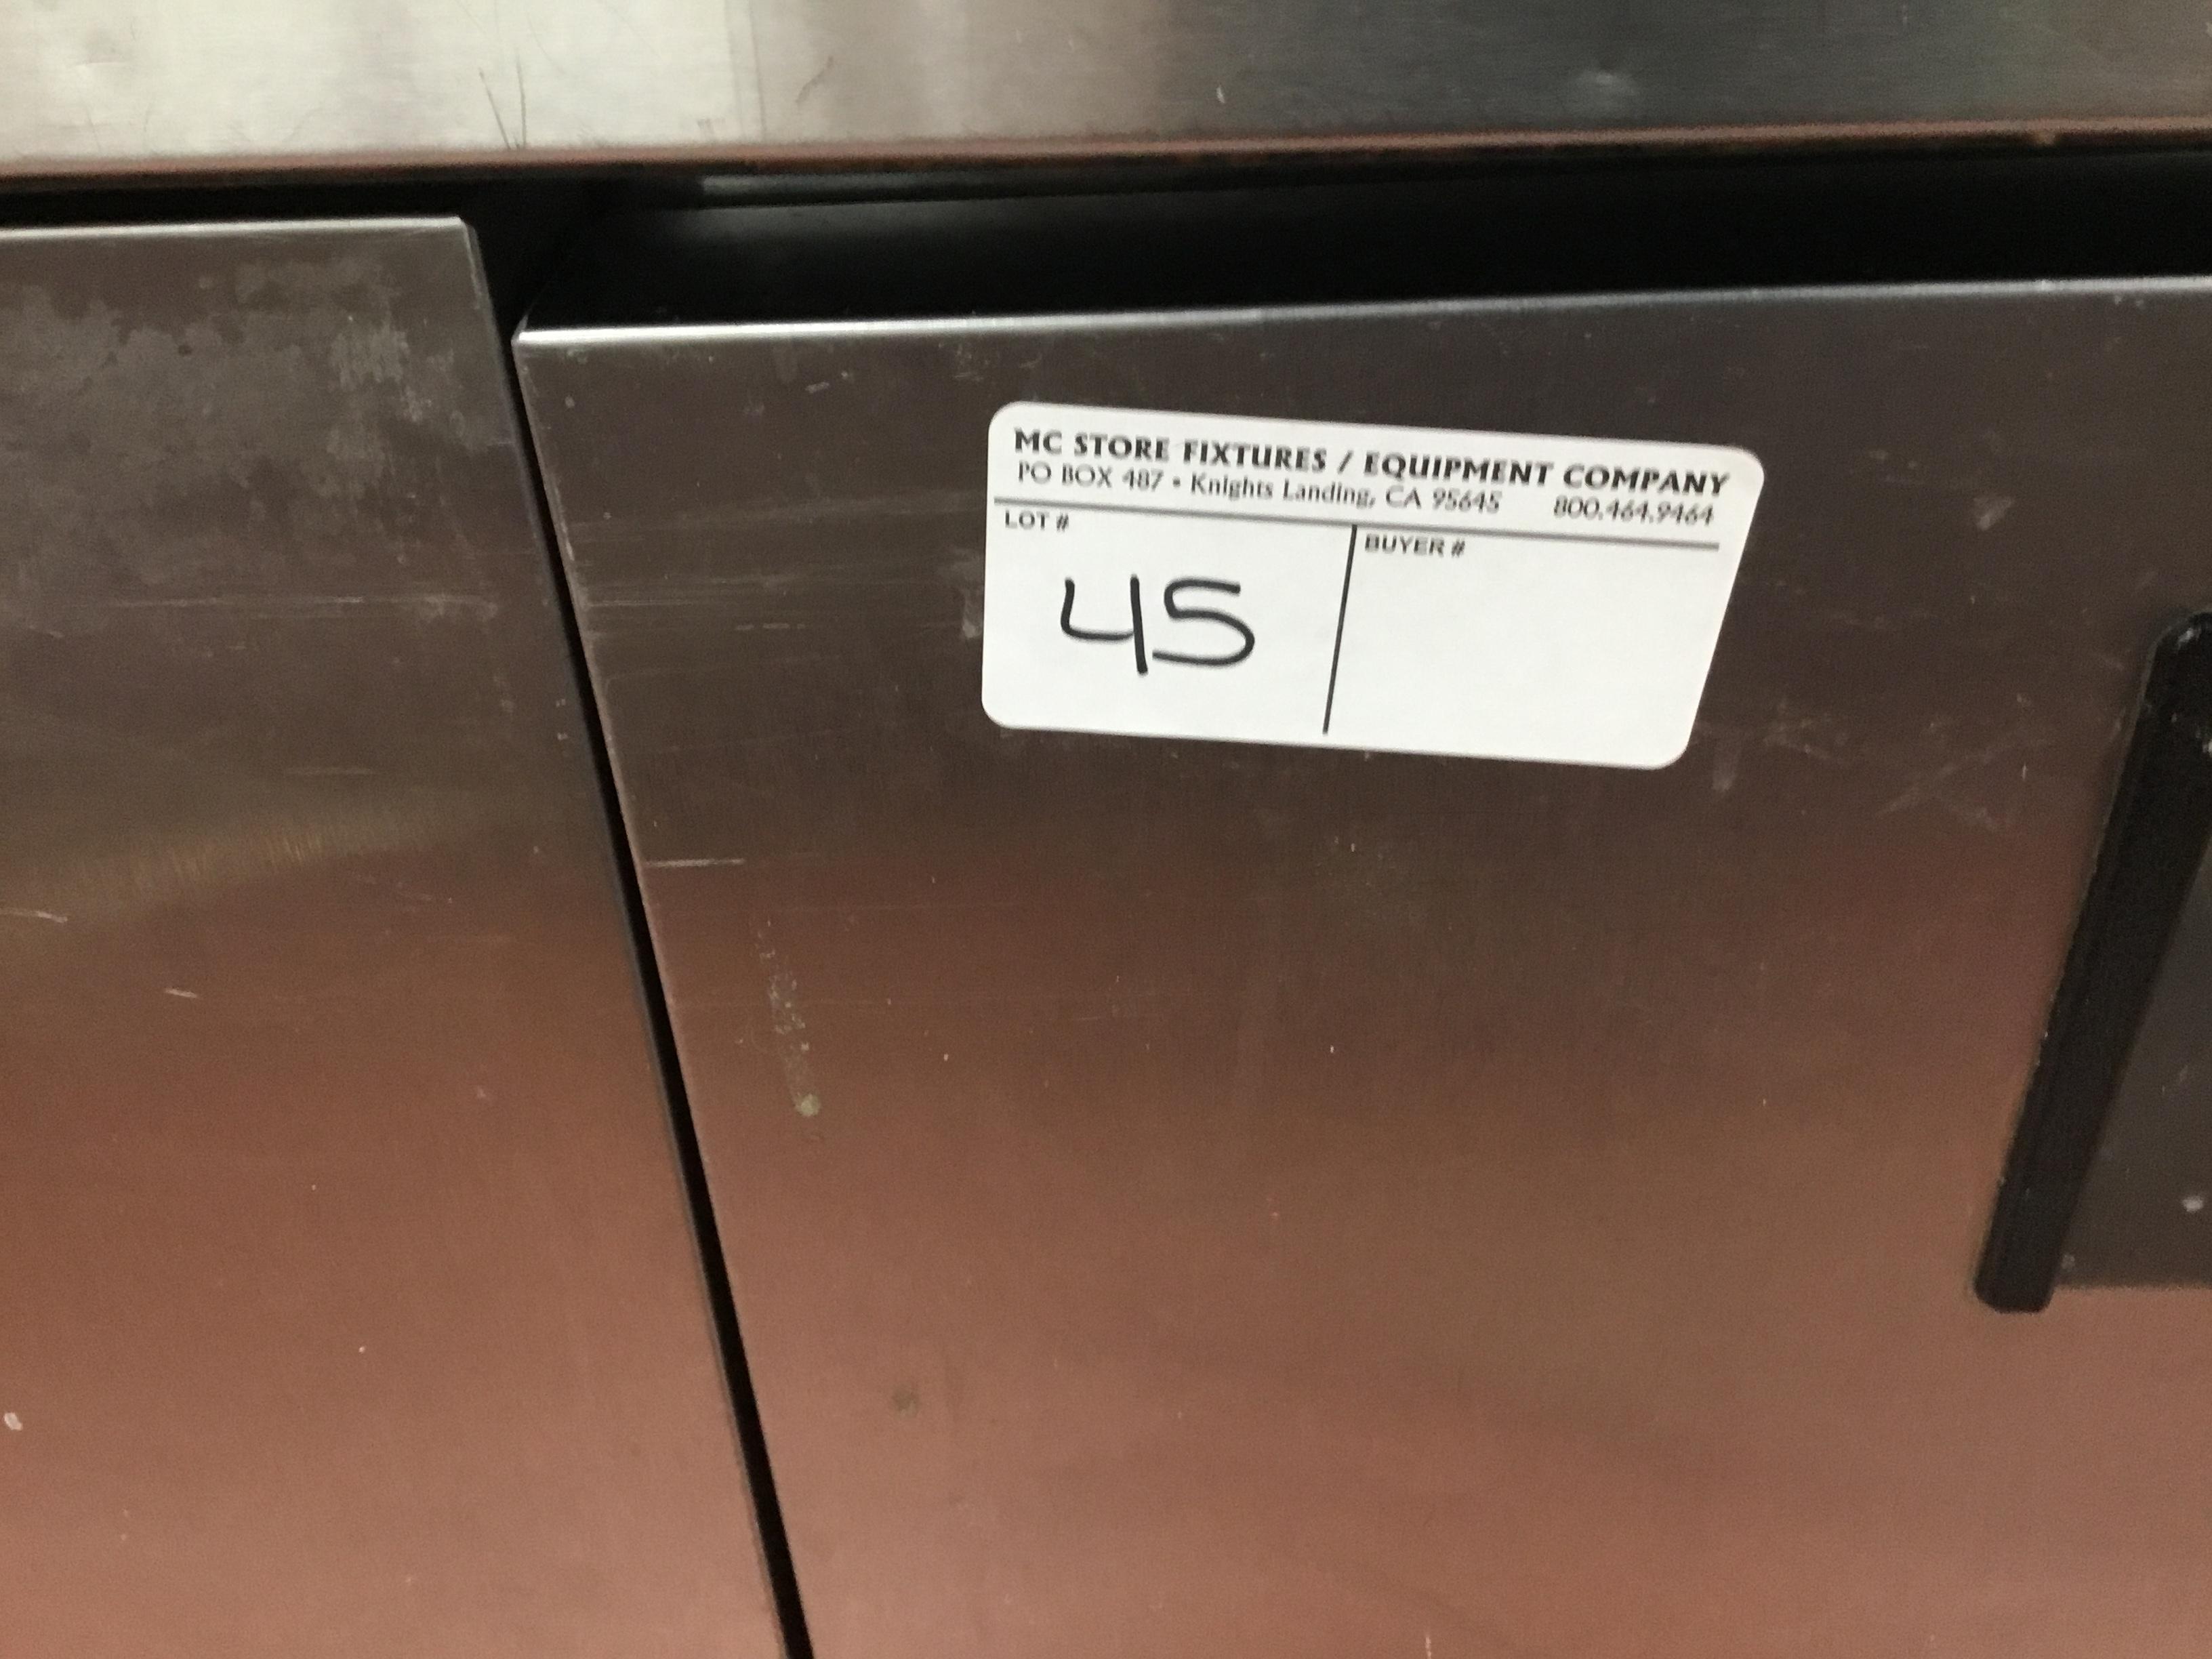 MC STORE FIXTURES / EQUIPMENT COMPANY
PO BOX 487 • Knights Landing, CA 95645 800.464.9464
LOT # BUYER #
45